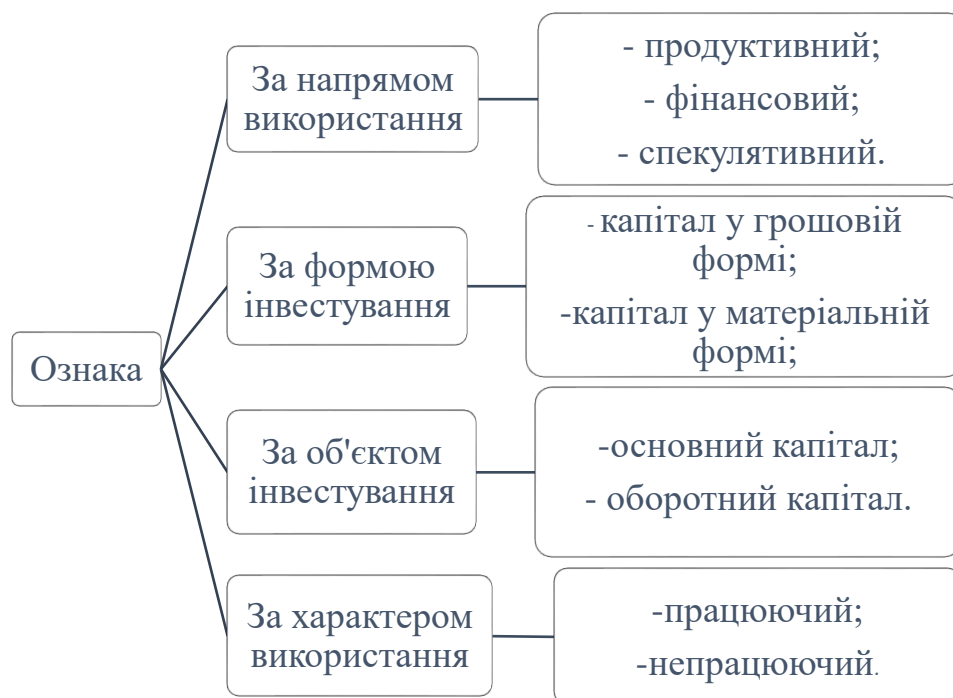 Ознака
За напрямом
використання
- продуктивний;
- фінансовий;
- спекулятивний.
За формою
інвестування
- капітал у грошовій
формі;
-капітал у матеріальній
формі;
За об'єктом
інвестування
-основний капітал;
- оборотний капітал.
За характером
використання
-працюючий;
-непрацюючий.